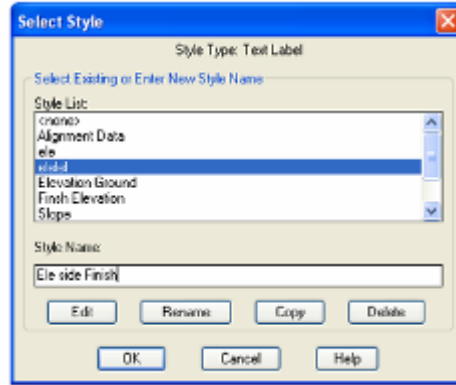 Select Style
Style Type: Text Label
Select Existing or Enter New Style Name
Style List:
<none>
Alignment Data
ele
Elevation Ground
Finsh Elevation
Slope
Style Name:
Ele side Finish
Edit Rename Copy Delete
OK Cancel Help